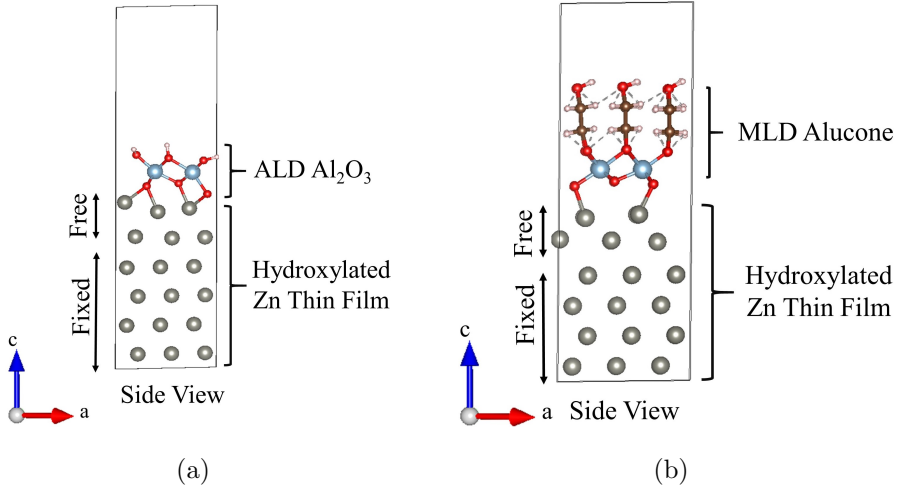 ALD Al₂O₃
Free
Fixed
Hydroxylated
Zn Thin Film
c
a
Side View
(a)
MLD Alucone
Free
Fixed
Hydroxylated
Zn Thin Film
c
a
Side View
(b)